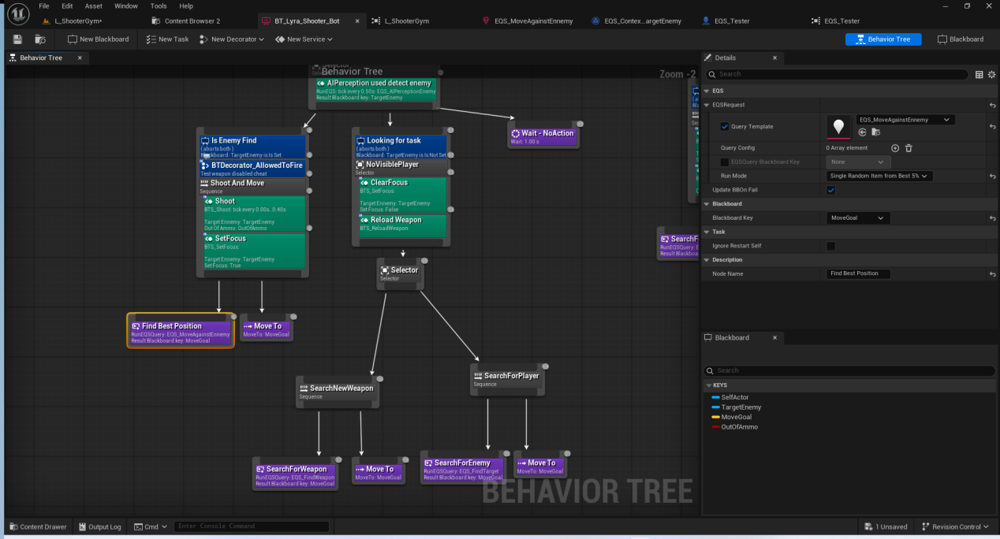 File Edit Asset Window Tools Help
L_ShooterGym*
Content Browser 2
BT_Lyra_Shooter_Bot
L_ShooterGym
EQS_MoveAgainstEnnemy
EQS_Contex...argetEnemy
EQS_Tester
EQS_Tester
New Blackboard
New Task
New Decorator
New Service
Behavior Tree
Blackboard
Behavior Tree
Selector
Behavior Tree
Zoom -2
AIPerception used detect enemy
RunEQS: tick every 0.50s: EQS_AIPerceptionEnemy
Result Blackboard key: TargetEnemy
Is Enemy Find
( aborts both )
Blackboard: TargetEnemy is Is Set
BTDecorator_AllowedToFire
Test weapon disabled cheat
Shoot And Move
Sequence
Shoot
BTS_Shoot: tick every 0.00s..0.40s
Target Ennemy: TargetEnemy
Out Of Ammo: OutOfAmmo
SetFocus
BTS_SetFocus:
Target Ennemy: TargetEnemy
Set Focus: True
Looking for task
( aborts both )
Blackboard: TargetEnemy is Is Not Set
NoVisiblePlayer
Selector
ClearFocus
BTS_SetFocus:
Target Ennemy: TargetEnemy
Set Focus: False
Reload Weapon
BTS_ReloadWeapon:
Wait - NoAction
Wait: 1.00 s
SearchF
RunEQSQuery:
Result Blackboa
Selector
Selector
Find Best Position
RunEQSQuery: EQS_MoveAgainstEnnemy
Result Blackboard key: MoveGoal
Move To
MoveTo: MoveGoal
SearchNewWeapon
Sequence
SearchForPlayer
Sequence
SearchForWeapon
RunEQSQuery: EQS_FindWeapon
Result Blackboard key: MoveGoal
Move To
MoveTo: MoveGoal
SearchForEnemy
RunEQSQuery: EQS_FindTarget
Result Blackboard key: MoveGoal
Move To
MoveTo: MoveGoal
BEHAVIOR TREE
Details
Search
EQS
EQSRequest
Query Template
EQS_MoveAgainstEnnemy
Query Config
0 Array element
EQSQuery Blackboard Key
None
Run Mode
Single Random Item from Best 5%
Update BBOn Fail
Blackboard
Blackboard Key
MoveGoal
Task
Ignore Restart Self
Description
Node Name
Find Best Position
Blackboard
Search
KEYS
SelfActor
TargetEnemy
MoveGoal
OutOfAmmo
Content Drawer
Output Log
Cmd
Enter Console Command
1 Unsaved
Revision Control